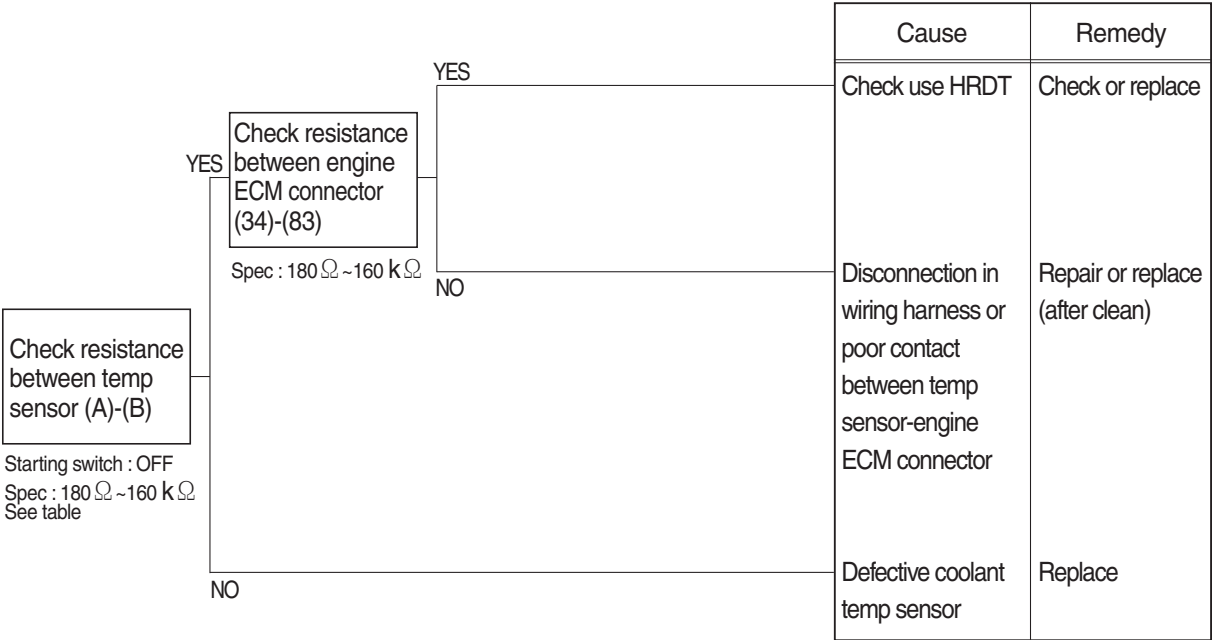 Cause
Remedy
YES
Check use HRDT
Check or replace
Check resistance
between engine
ECM connector
(34)-(83)
YES
Spec : 180 Ω ~160 kΩ
NO
Disconnection in
wiring harness or
poor contact
between temp
sensor-engine
ECM connector
Repair or replace
(after clean)
Check resistance
between temp
sensor (A)-(B)
Starting switch : OFF
Spec : 180 Ω ~160 kΩ
See table
NO
Defective coolant
temp sensor
Replace